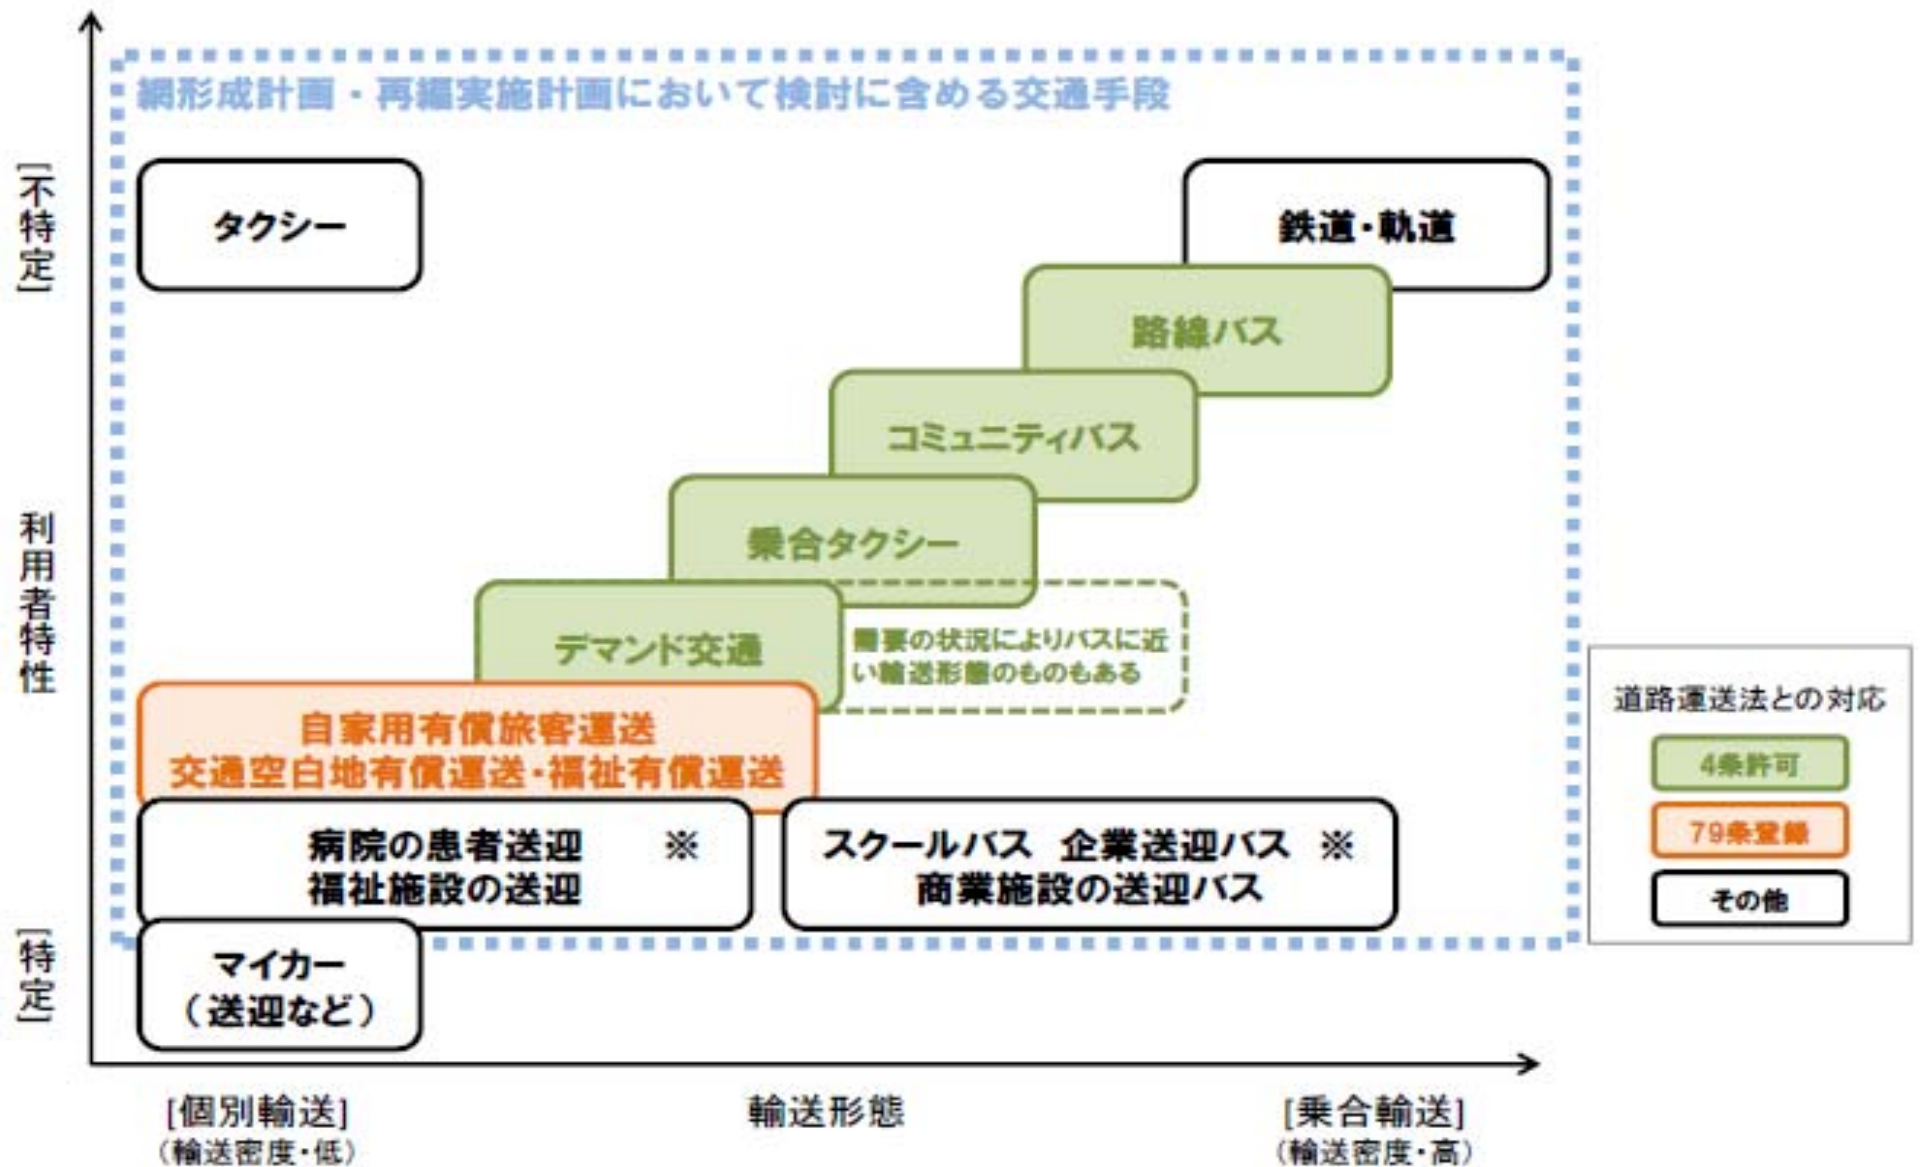 網形成計画・再編実施計画において検討に含める交通手段
[不特定]
利用者特性
[特定]
タクシー
鉄道・軌道
路線バス
コミュニティバス
乗合タクシー
デマンド交通
需要の状況によりバスに近
い輸送形態のものもある
自家用有償旅客運送
交通空白地有償運送・福祉有償運送
病院の患者送迎 ※
福祉施設の送迎
スクールバス 企業送迎バス ※
商業施設の送迎バス
マイカー
(送迎など)
道路運送法との対応
4条許可
79条登録
その他
[個別輸送]
(輸送密度・低)
輸送形態
[乗合輸送]
(輸送密度・高)